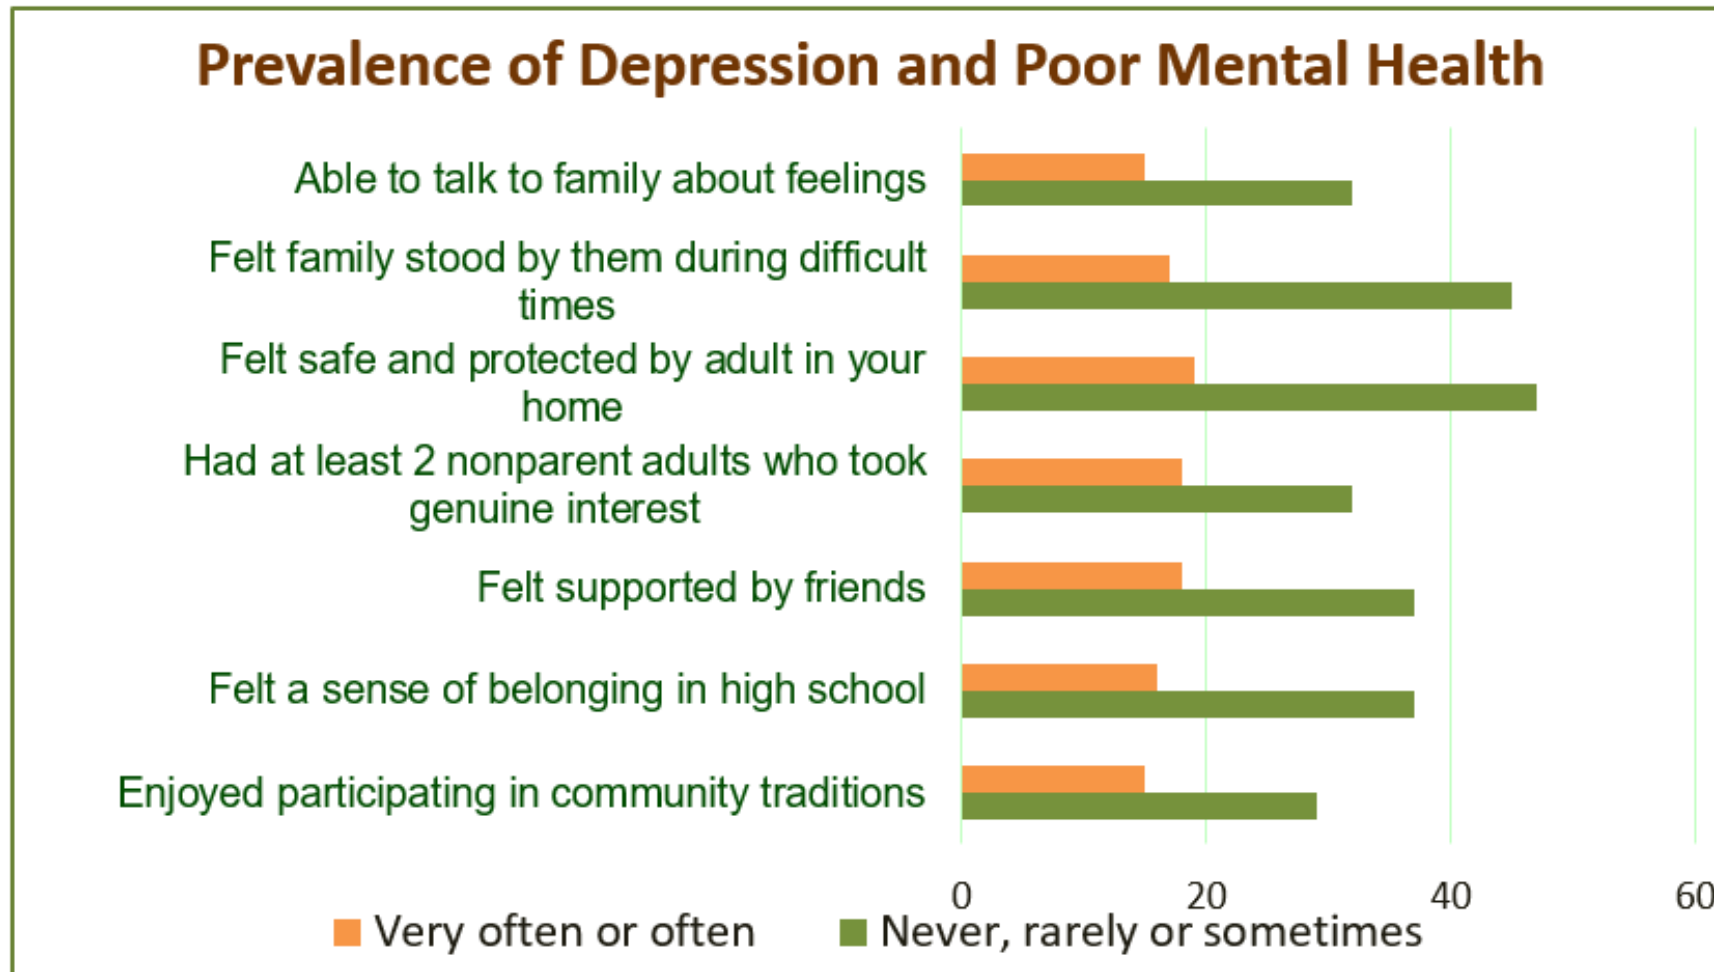 Prevalence of Depression and Poor Mental Health
Able to talk to family about feelings
Felt family stood by them during difficult
times
Felt safe and protected by adult in your
home
Had at least 2 nonparent adults who took
genuine interest
Felt supported by friends
Felt a sense of belonging in high school
Enjoyed participating in community traditions
0 20 40 60
Very often or often Never, rarely or sometimes